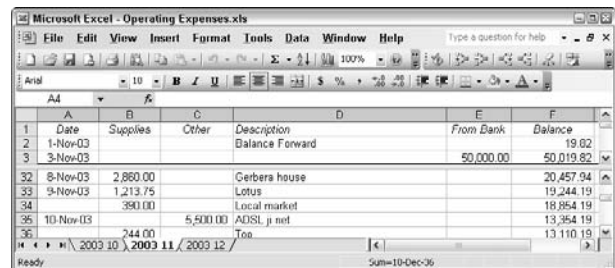 Microsoft Excel - Operating Expenses.xls
File Edit View Insert Format Tools Data Window Help Type a question for help
100%
Arial 10 B I U $ % ,
A4 fx
A B C D E F
1 Date Supplies Other Description From Bank Balance
2 1-Nov-03 Balance Forward 19.82
3 3-Nov-03 50,000.00 50,019.82
32 8-Nov-03 2,860.00 Gerbera house 20,457.94
33 9-Nov-03 1,213.75 Lotus 19,244.19
34 390.00 Local market 18,854.19
35 10-Nov-03 5,500.00 ADSL ji net 13,354.19
36 244.00 Top 13,110.19
2003 10 2003 11 2003 12
Ready Sum=10-Dec-36